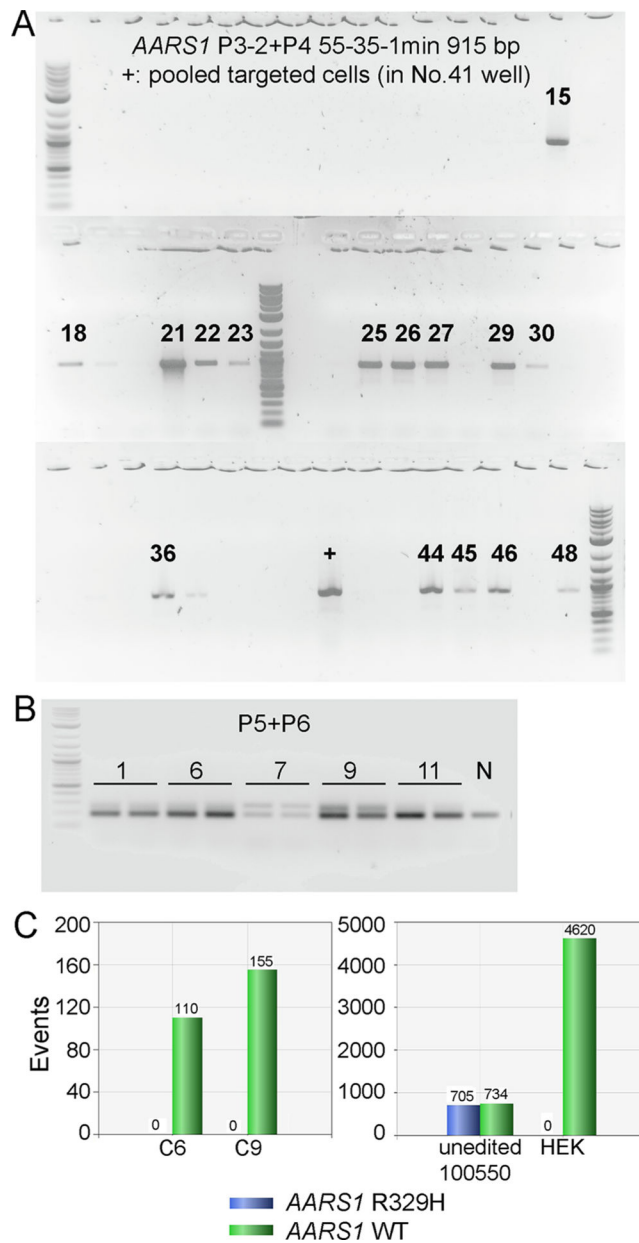 A
AARS1 P3-2+P4 55-35-1min 915 bp
+: pooled targeted cells (in No.41 well)
15
18 21 22 23 25 26 27 29 30
36 + 44 45 46 48
B
P5+P6
1 6 7 9 11 N
C
Events
200
160
120
80
40
0
0 110 0 155
C6 C9
5000
4000
3000
2000
1000
0
705 734 0 4620
unedited HEK
100550
AARS1 R329H
AARS1 WT